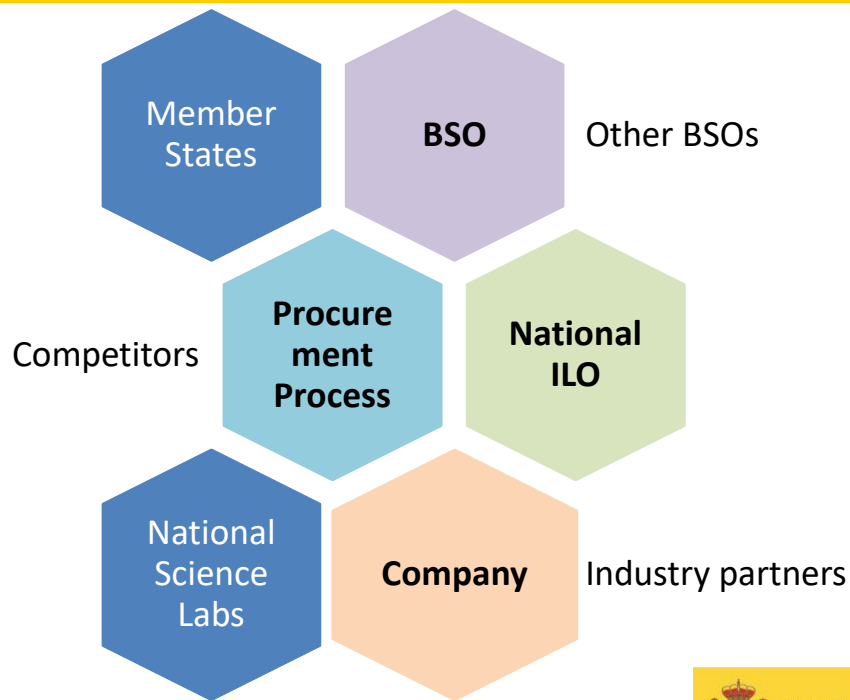 Member
States
BSO
Other BSOs
Competitors
Procure
ment
Process
National
ILO
National
Science
Labs
Company
Industry partners